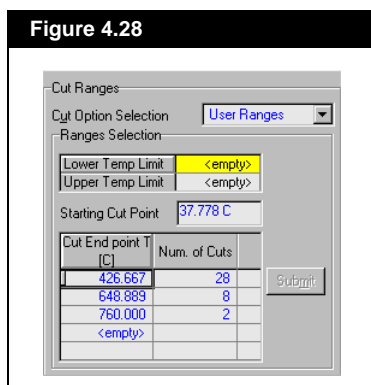 Figure 4.28
Cut Ranges
Cut Option Selection User Ranges
Ranges Selection
Lower Temp Limit <empty>
Upper Temp Limit <empty>
Starting Cut Point 37.778 C
Cut End point T
[C] Num. of Cuts
426.667 28
648.889 8
760.000 2
<empty>
Submit